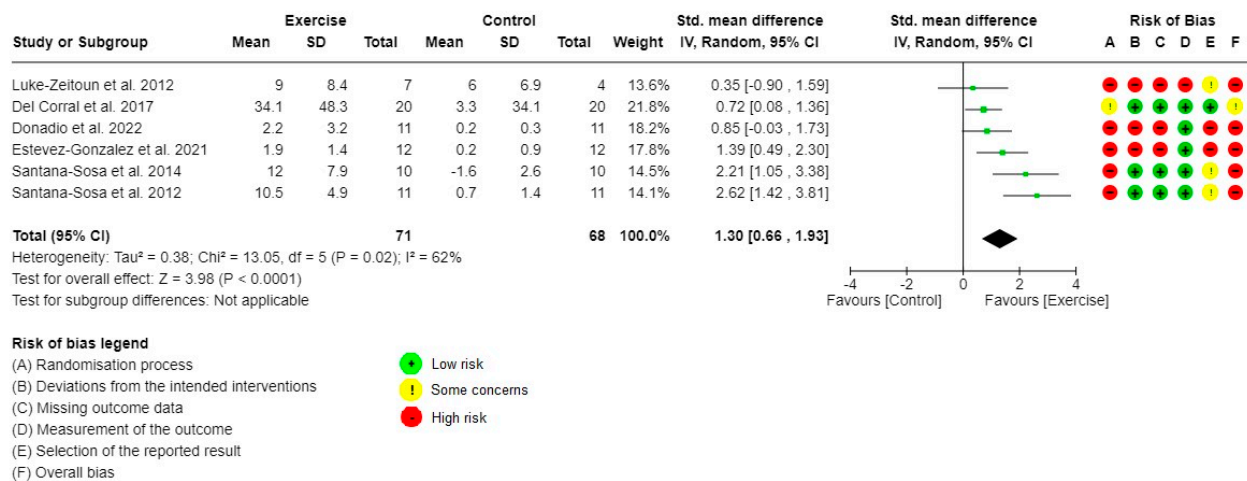 Exercise Control Std. mean difference Std. mean difference Risk of Bias
Study or Subgroup Mean SD Total Mean SD Total Weight IV, Random, 95% CI IV, Random, 95% CI A B C D E F
Luke-Zeitoun et al. 2012 9 8.4 7 6 6.9 4 13.6% 0.35 [-0.90 , 1.59] - - - - ! -
Del Corral et al. 2017 34.1 48.3 20 3.3 34.1 20 21.8% 0.72 [0.08 , 1.36] ! + + + + !
Donadio et al. 2022 2.2 3.2 11 0.2 0.3 11 18.2% 0.85 [-0.03 , 1.73] - - - + - -
Estevez-Gonzalez et al. 2021 1.9 1.4 12 0.2 0.9 12 17.8% 1.39 [0.49 , 2.30] - - - + - -
Santana-Sosa et al. 2014 12 7.9 10 -1.6 2.6 10 14.5% 2.21 [1.05 , 3.38] - + + + ! -
Santana-Sosa et al. 2012 10.5 4.9 11 0.7 1.4 11 14.1% 2.62 [1.42 , 3.81] - + + + ! -
Total (95% CI) 71 68 100.0% 1.30 [0.66 , 1.93]
Heterogeneity: Tau² = 0.38; Chi² = 13.05, df = 5 (P = 0.02); I² = 62%
Test for overall effect: Z = 3.98 (P < 0.0001)
Test for subgroup differences: Not applicable
-4 -2 0 2 4
Favours [Control] Favours [Exercise]
Risk of bias legend
(A) Randomisation process
(B) Deviations from the intended interventions
(C) Missing outcome data
(D) Measurement of the outcome
(E) Selection of the reported result
(F) Overall bias
+ Low risk
! Some concerns
- High risk